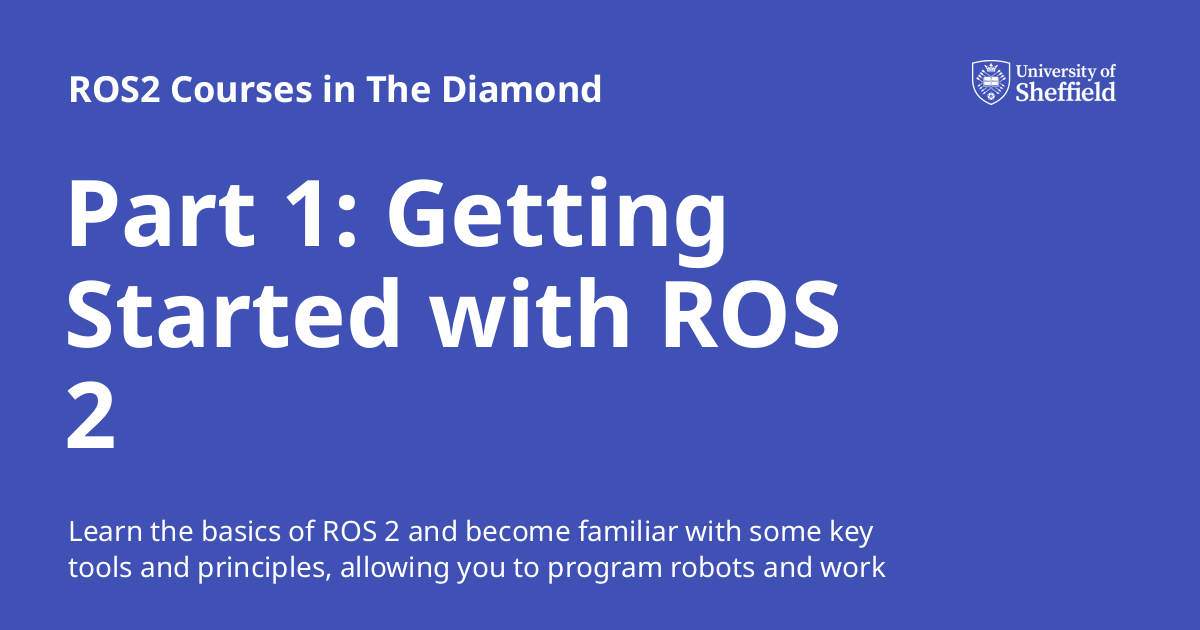 ROS2 Courses in The Diamond
University of
Sheffield
Part 1: Getting
Started with ROS
2
Learn the basics of ROS 2 and become familiar with some key
tools and principles, allowing you to program robots and work